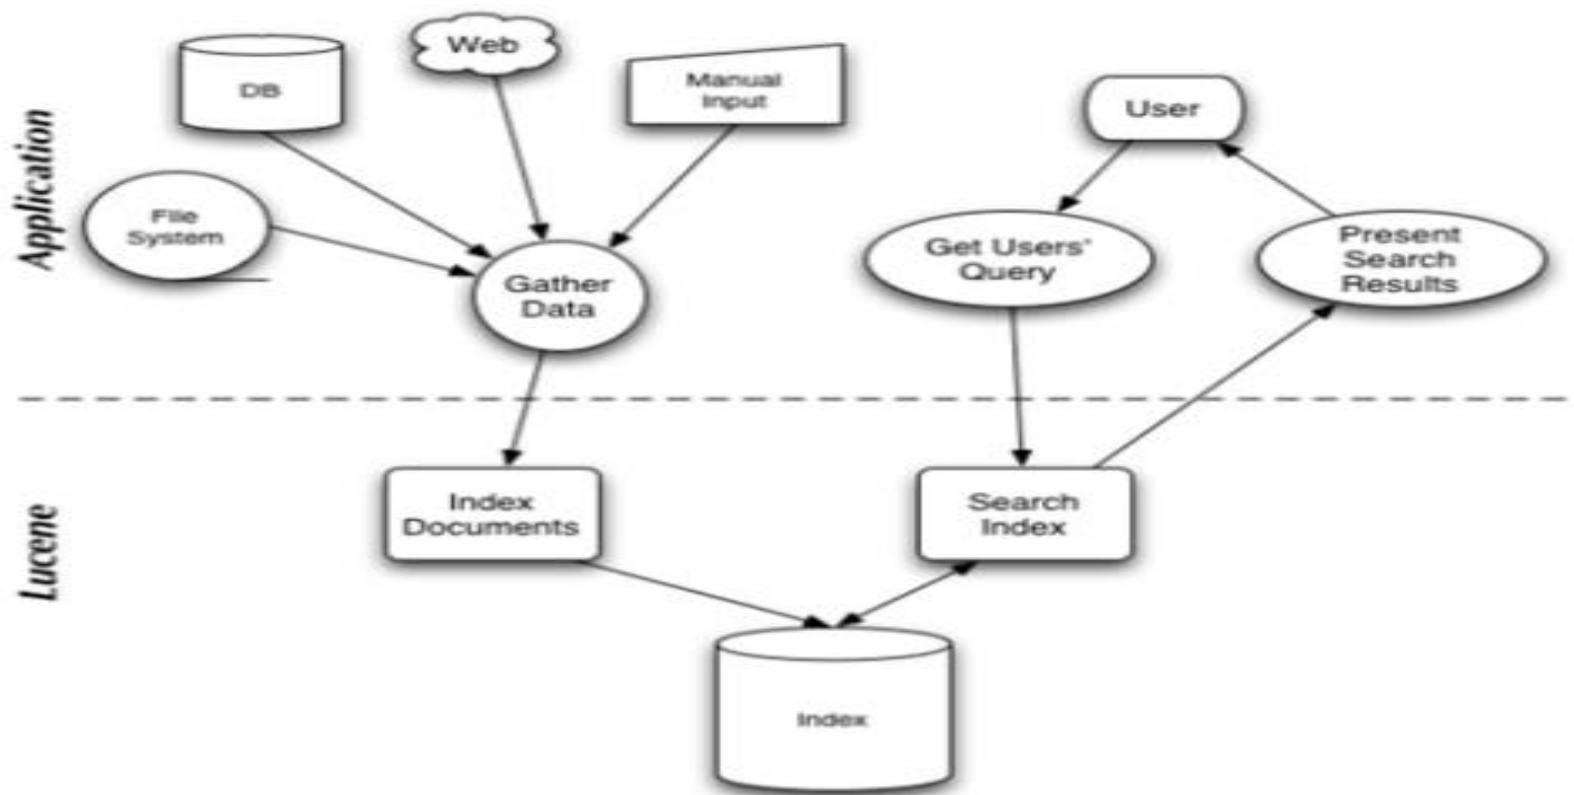 Application
DB
Web
Manual
Input
User
File
System
Gather
Data
Get Users'
Query
Present
Search
Results
Lucene
Index
Documents
Search
Index
Index